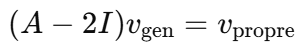 (A − 2I)v_gen = v_propre